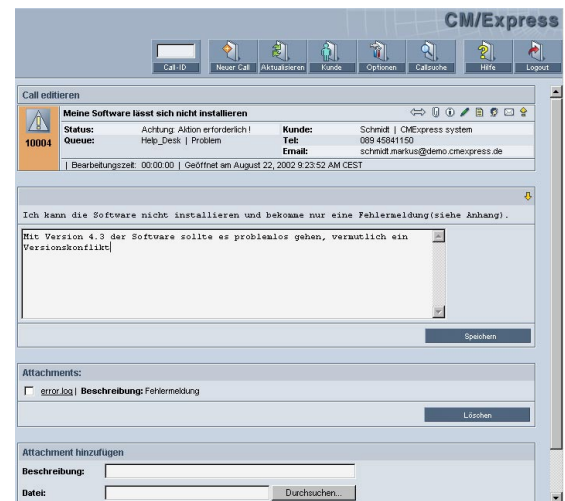 CM/Express
Call-ID
Neuer Call
Aktualisieren
Kunde
Optionen
Callsuche
Hilfe
Logout
Call editieren
10004
Meine Software lässt sich nicht installieren
Status: Achtung: Aktion erforderlich ! Kunde: Schmidt | CMExpress system
Queue: Help_Desk | Problem Tel: 089 45841150
Email: schmidt.markus@demo.cmexpress.de
| Bearbeitungszeit: 00:00:00 | Geöffnet am August 22, 2002 9:23:52 AM CEST
Ich kann die Software nicht installieren und bekomme nur eine Fehlermeldung(siehe Anhang).
Mit Version 4.3 der Software sollte es problemlos gehen, vermutlich ein
Versionskonflikt
Speichern
Attachments:
error.log | Beschreibung: Fehlermeldung
Löschen
Attachment hinzufügen
Beschreibung:
Datei: Durchsuchen...